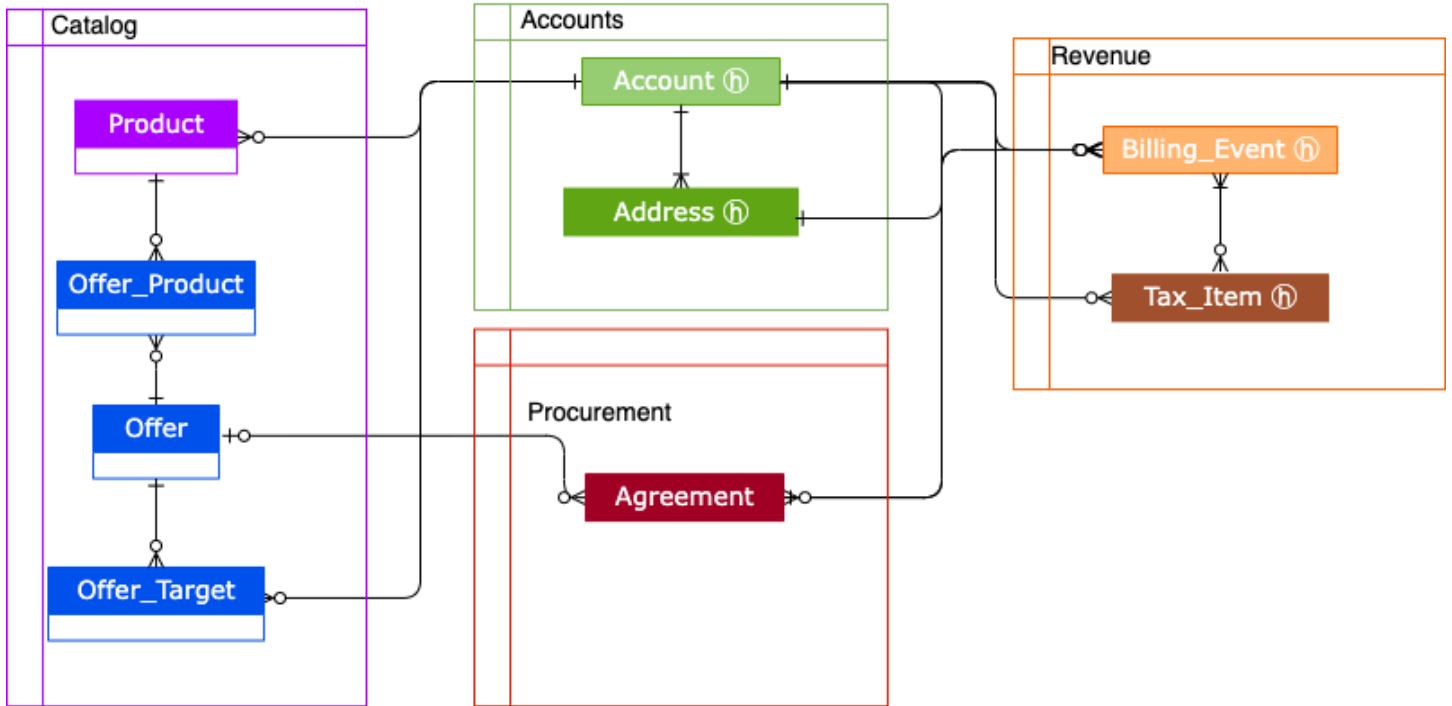 Catalog
Product
Offer_Product
Offer
Offer_Target
Accounts
Account ⓗ
Address ⓗ
Procurement
Agreement
Revenue
Billing_Event ⓗ
Tax_Item ⓗ